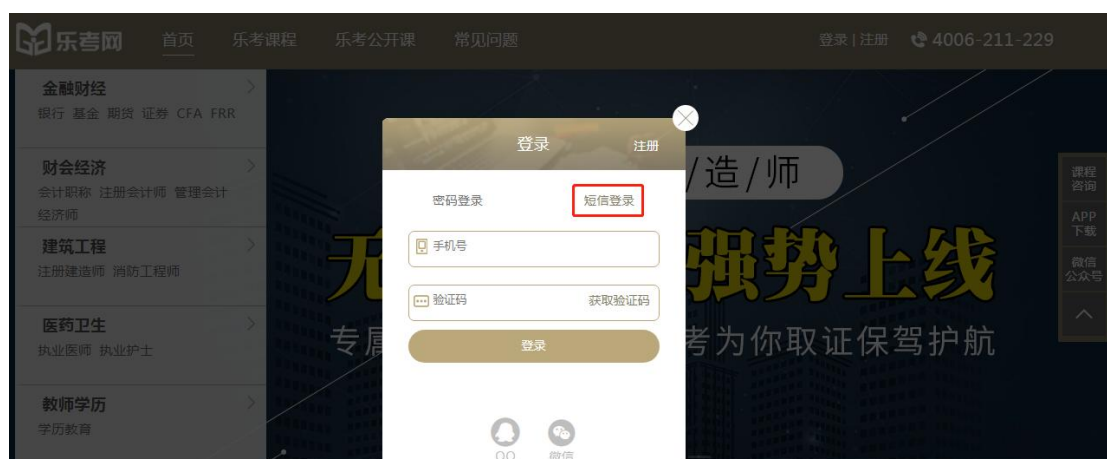 乐考网 首页 乐考课程 乐考公开课 常见问题 登录 | 注册 4006-211-229
金融财经
银行 基金 期货 证券 CFA FRR
财会经济
会计职称 注册会计师 管理会计
经济师
建筑工程
注册建造师 消防工程师
医药卫生
执业医师 执业护士
教师学历
学历教育
登录 注册
密码登录 短信登录
手机号
验证码 获取验证码
登录
QQ 微信
/造/师
强势上线
专属
考为你取证保驾护航
课程
咨询
APP
下载
微信
公众号